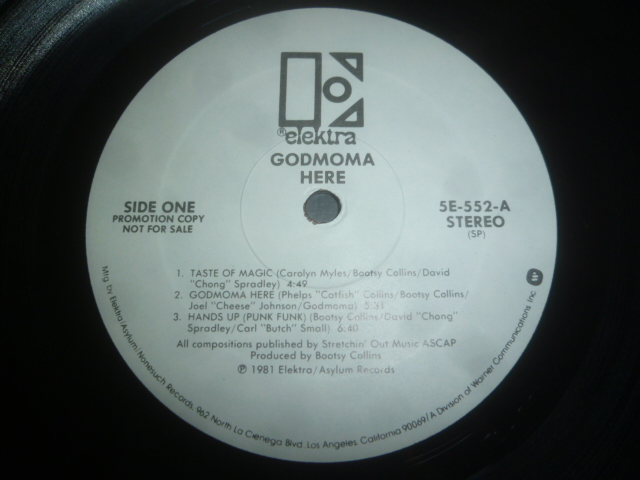 ® elektra
GODMOMA
HERE
SIDE ONE
PROMOTION COPY
NOT FOR SALE
5E-552-A
STEREO
(SP)
1. TASTE OF MAGIC (Carolyn Myles/Bootsy Collins/David
"Chong" Spradley) 4:49
2. GODMOMA HERE (Phelps "Catfish" Collins/Bootsy Collins/
Joel "Cheese" Johnson/Godmoma) 5:31
3. HANDS UP (PUNK FUNK) (Bootsy Collins/David "Chong"
Spradley/Carl "Butch" Small) 6:40
All compositions published by Stretchin' Out Music ASCAP
Produced by Bootsy Collins
℗ 1981 Elektra/Asylum Records
Mfg by Elektra/Asylum/Nonesuch Records, 962 North La Cienega Blvd. Los Angeles, California 90069/A Division of Warner Communications Inc.